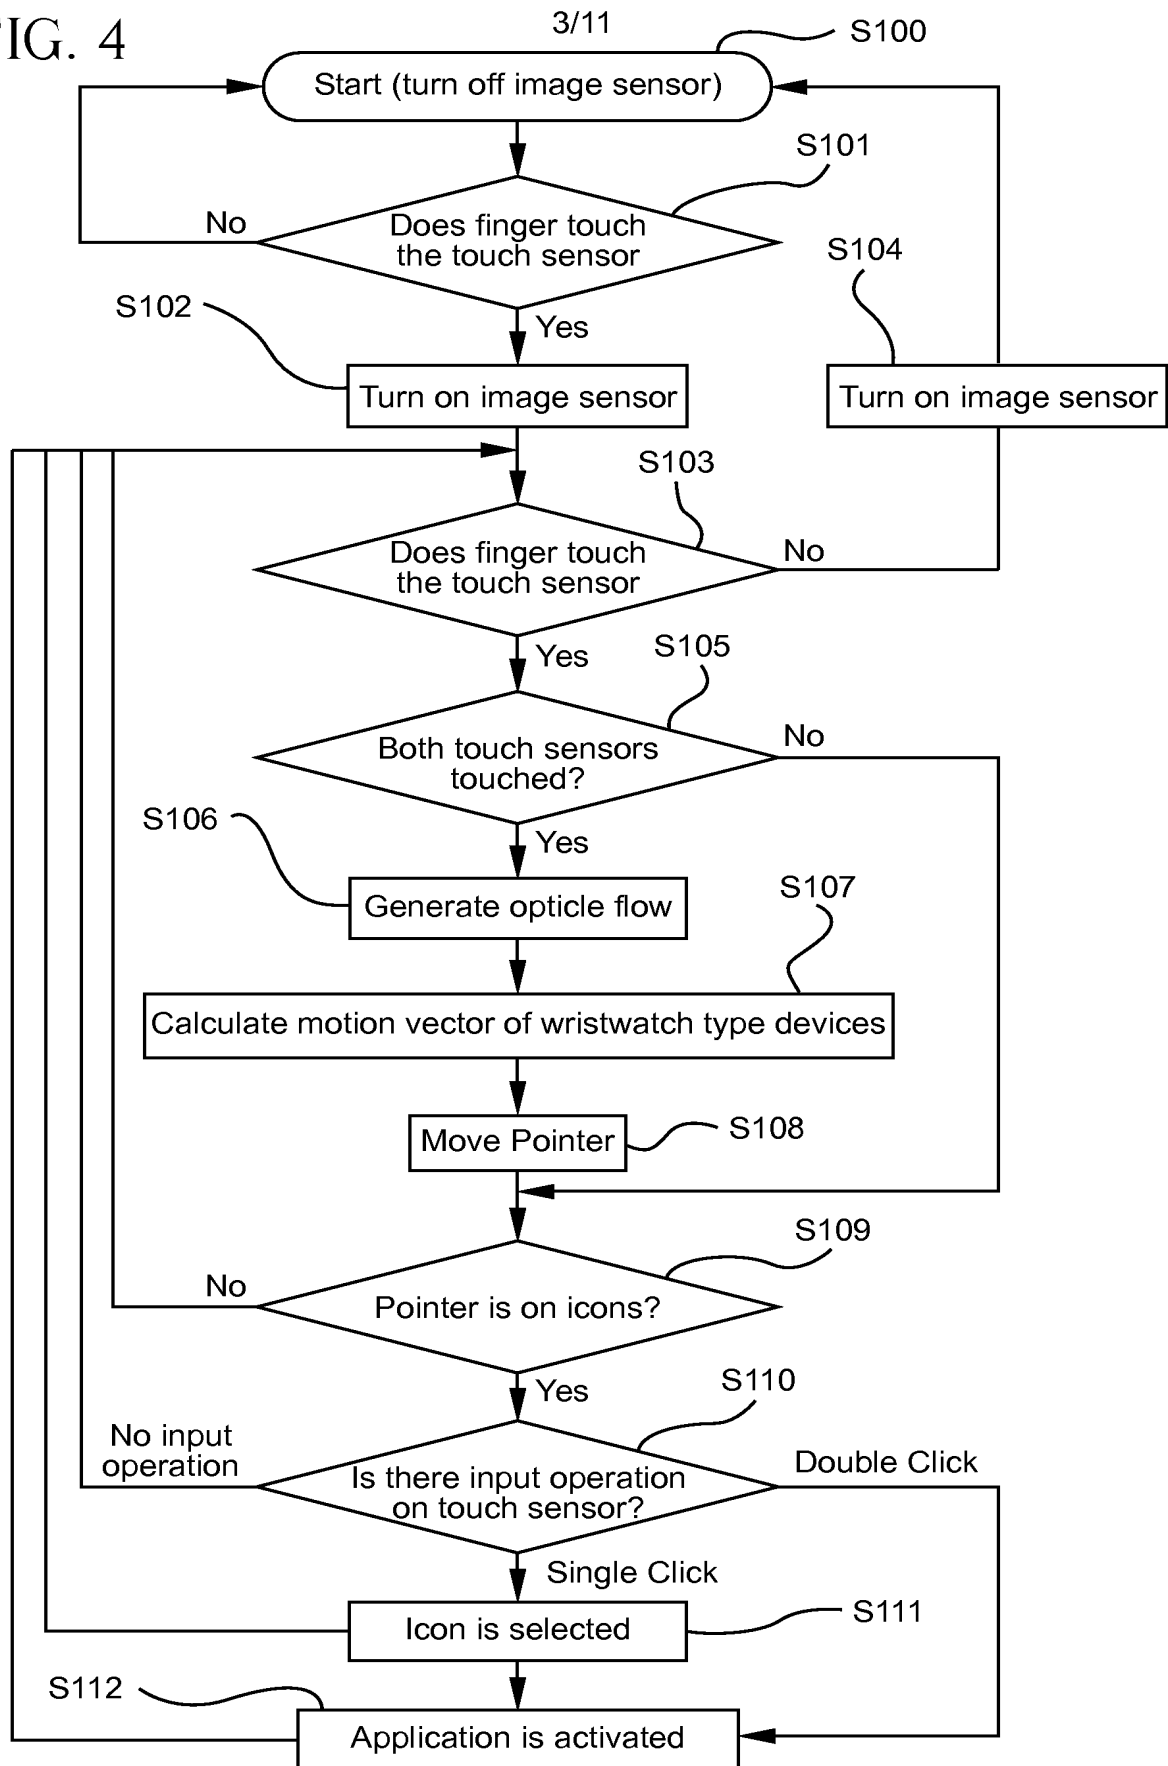 FIG. 4
3/11
S100
Start (turn off image sensor)
S101
No
Does finger touch
the touch sensor
S104
S102
Yes
Turn on image sensor
Turn on image sensor
S103
Does finger touch
the touch sensor
No
Yes
S105
Both touch sensors
touched?
No
S106
Yes
Generate opticle flow
S107
Calculate motion vector of wristwatch type devices
Move Pointer
S108
S109
No
Pointer is on icons?
Yes
S110
No input
operation
Is there input operation
on touch sensor?
Double Click
Single Click
Icon is selected
S111
S112
Application is activated